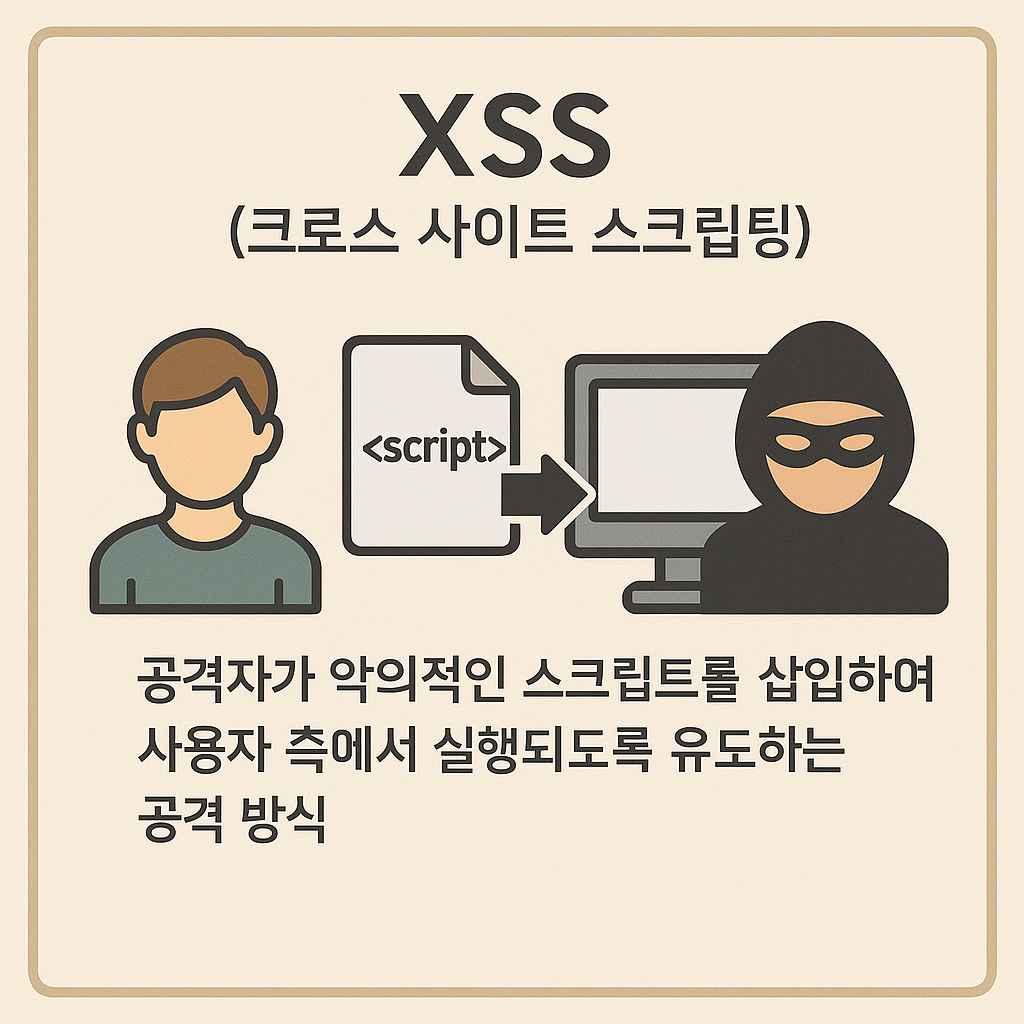 XSS
(크로스 사이트 스크립팅)
<script>
공격자가 악의적인 스크립트롤 삽입하여
사용자 측에서 실행되도록 유도하는
공격 방식